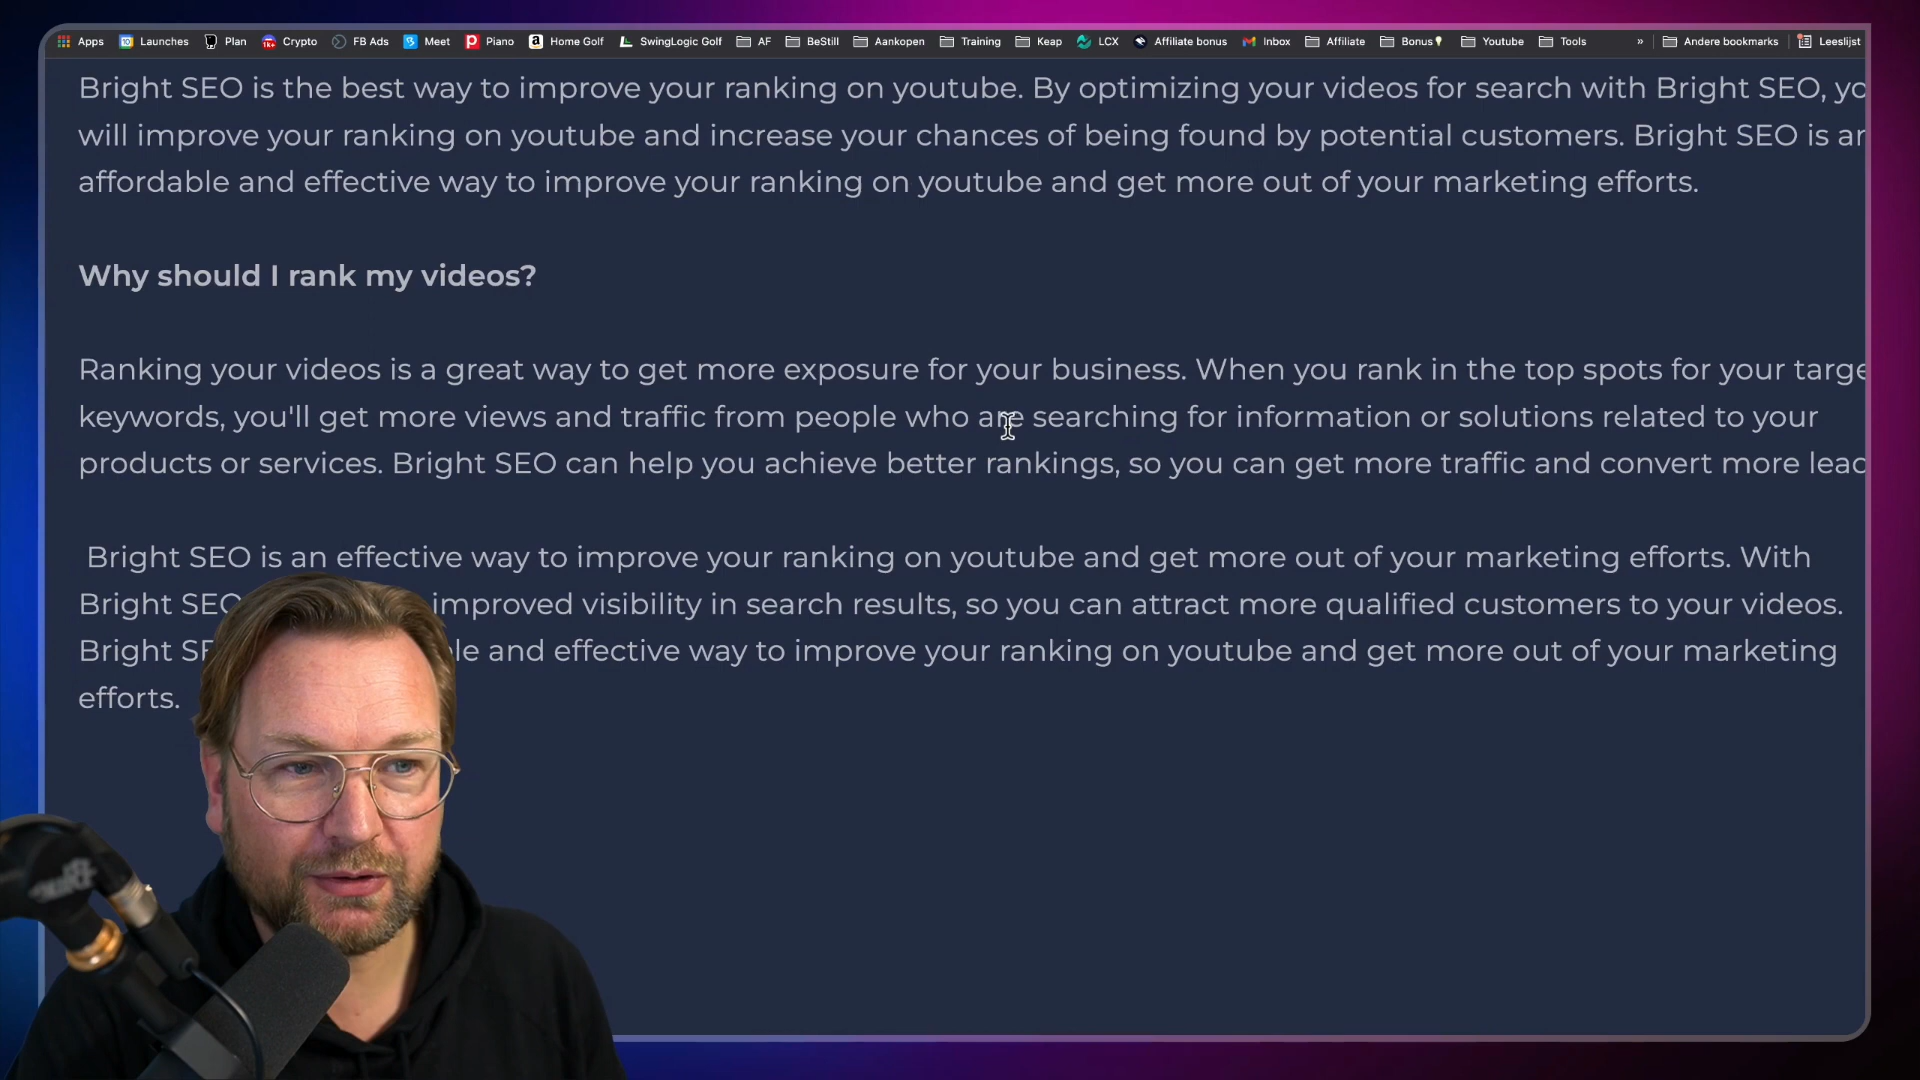 Apps Launches Plan Crypto FB Ads Meet Piano Home Golf SwingLogic Golf AF BeStill Aankopen Training Keap LCX Affiliate bonus Inbox Affiliate Bonus Youtube Tools » Andere bookmarks Leeslijst
Bright SEO is the best way to improve your ranking on youtube. By optimizing your videos for search with Bright SEO,
will improve your ranking on youtube and increase your chances of being found by potential customers. Bright SEO is
affordable and effective way to improve your ranking on youtube and get more out of your marketing efforts.
Why should I rank my videos?
Ranking your videos is a great way to get more exposure for your business. When you rank in the top spots for your
keywords, you'll get more views and traffic from people who are searching for information or solutions related to your
products or services. Bright SEO can help you achieve better rankings, so you can get more traffic and convert more
Bright SEO is an effective way to improve your ranking on youtube and get more out of your marketing efforts. With
Bright SEO improved visibility in search results, so you can attract more qualified customers to your videos.
Bright and effective way to improve your ranking on youtube and get more out of your marketing
efforts.